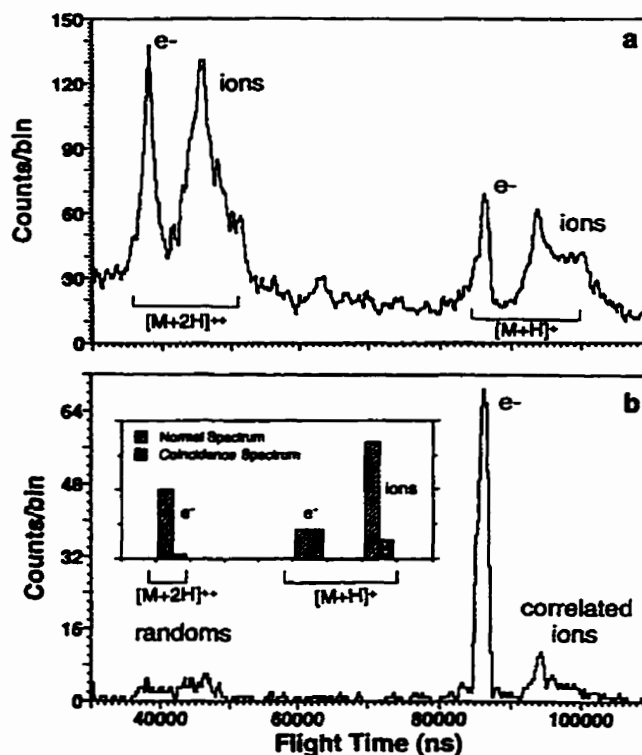 150
e-
a
ions
120
90
Counts/bin
e-
60
ions
30
[M+2H]++
[M+H]+
0
e-
b
64
Normal Spectrum
Coincidence Spectrum
48
ions
e-
e-
Counts/bin
32
[M+2H]++
[M+H]+
correlated
ions
16
randoms
0
40000
60000
80000
100000
Flight Time (ns)